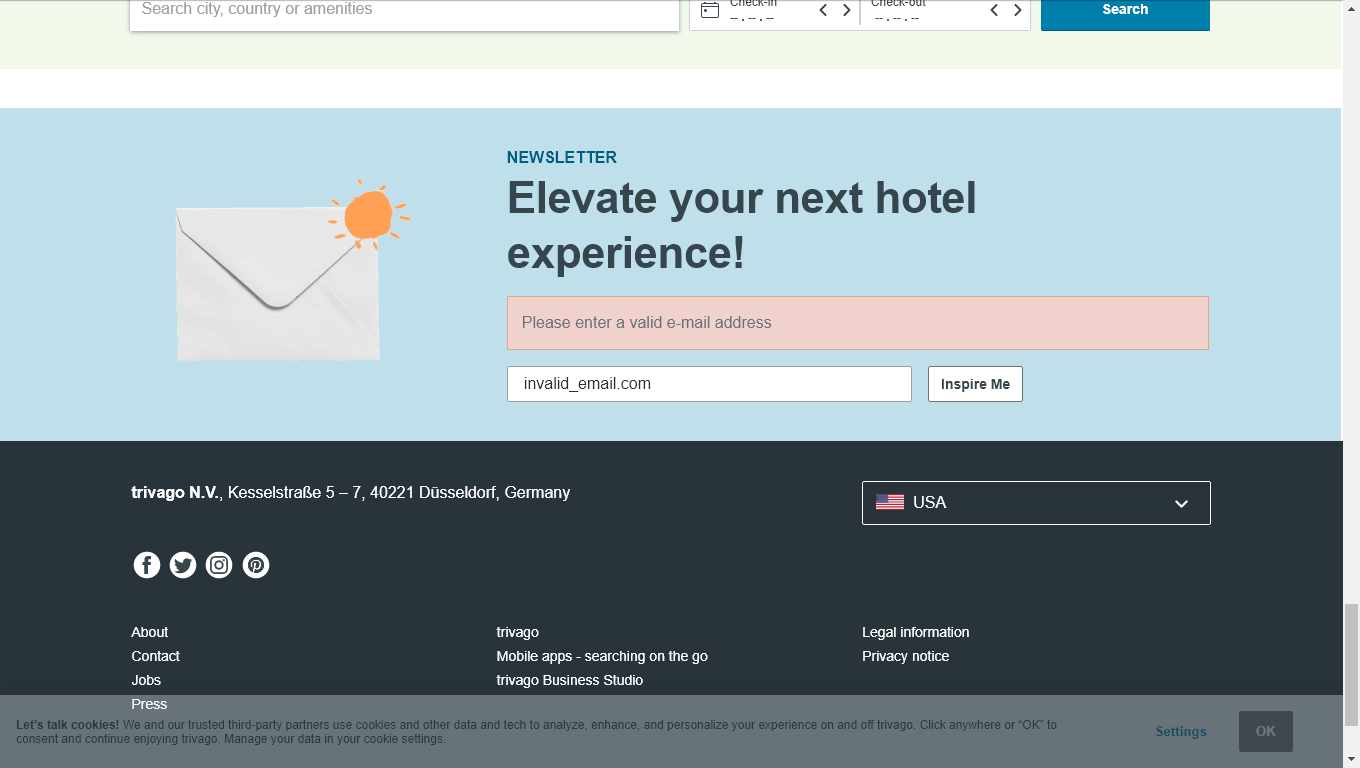 Search city, country or amenities
Check-in
Check-out
Search
NEWSLETTER
Elevate your next hotel
experience!
Please enter a valid e-mail address
invalid_email.com
Inspire Me
trivago N.V., Kesselstraße 5 – 7, 40221 Düsseldorf, Germany
USA
About
Contact
Jobs
Press
trivago
Mobile apps - searching on the go
trivago Business Studio
Legal information
Privacy notice
Let’s talk cookies! We and our trusted third-party partners use cookies and other data and tech to analyze, enhance, and personalize your experience on and off trivago. Click anywhere or “OK” to
consent and continue enjoying trivago. Manage your data in your cookie settings.
Settings
OK